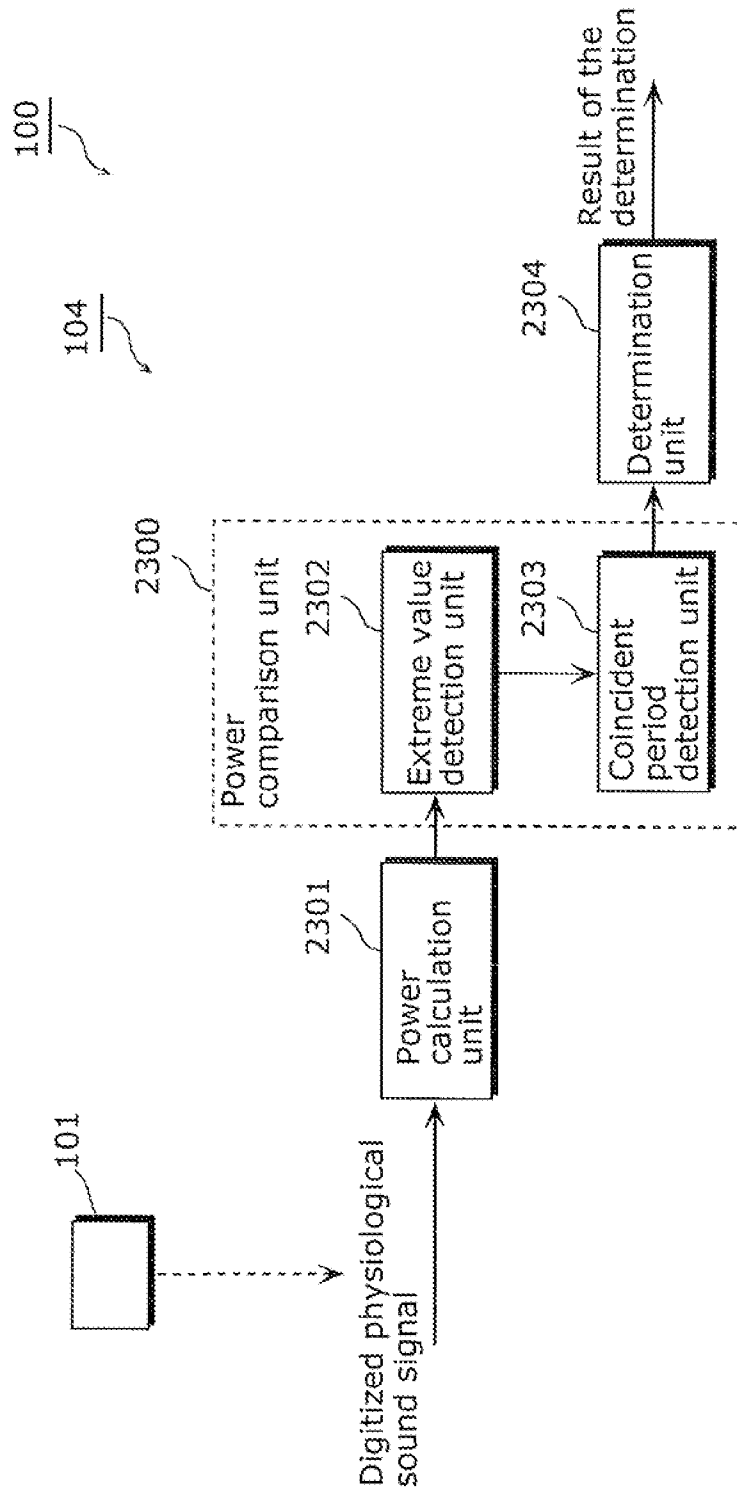 100
104
101
Digitized physiological
sound signal
2301
Power
calculation
unit
2300
Power
comparison unit
2302
Extreme value
detection unit
2303
Coincident
period
detection unit
2304
Determination
unit
Result of the
determination